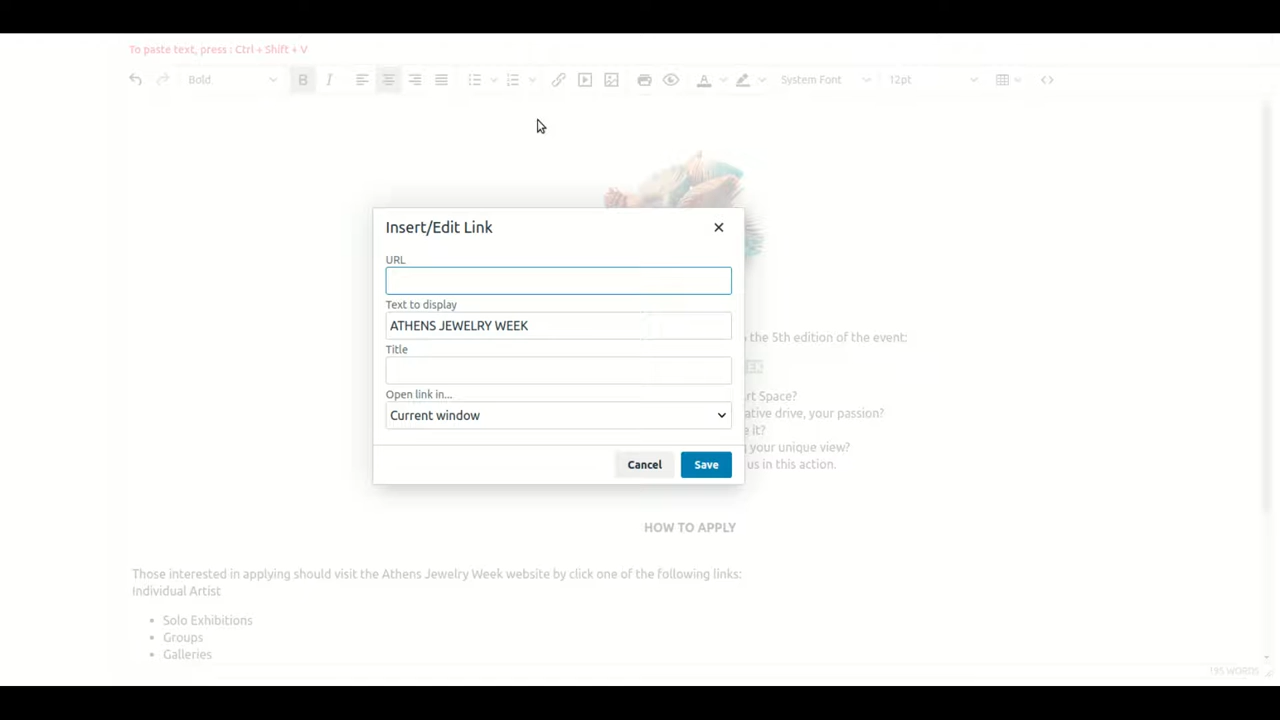 To paste text, press : Ctrl + Shift + V
Bold
B
I
A
System Font
12pt
Insert/Edit Link
URL
Text to display
ATHENS JEWELRY WEEK
Title
Open link in...
Current window
Cancel
Save
the 5th edition of the event:
Art Space?
ative drive, your passion?
e it?
g your unique view?
us in this action.
HOW TO APPLY
Those interested in applying should visit the Athens Jewelry Week website by click one of the following links:
Individual Artist
Solo Exhibitions
Groups
Galleries
195 WORDS